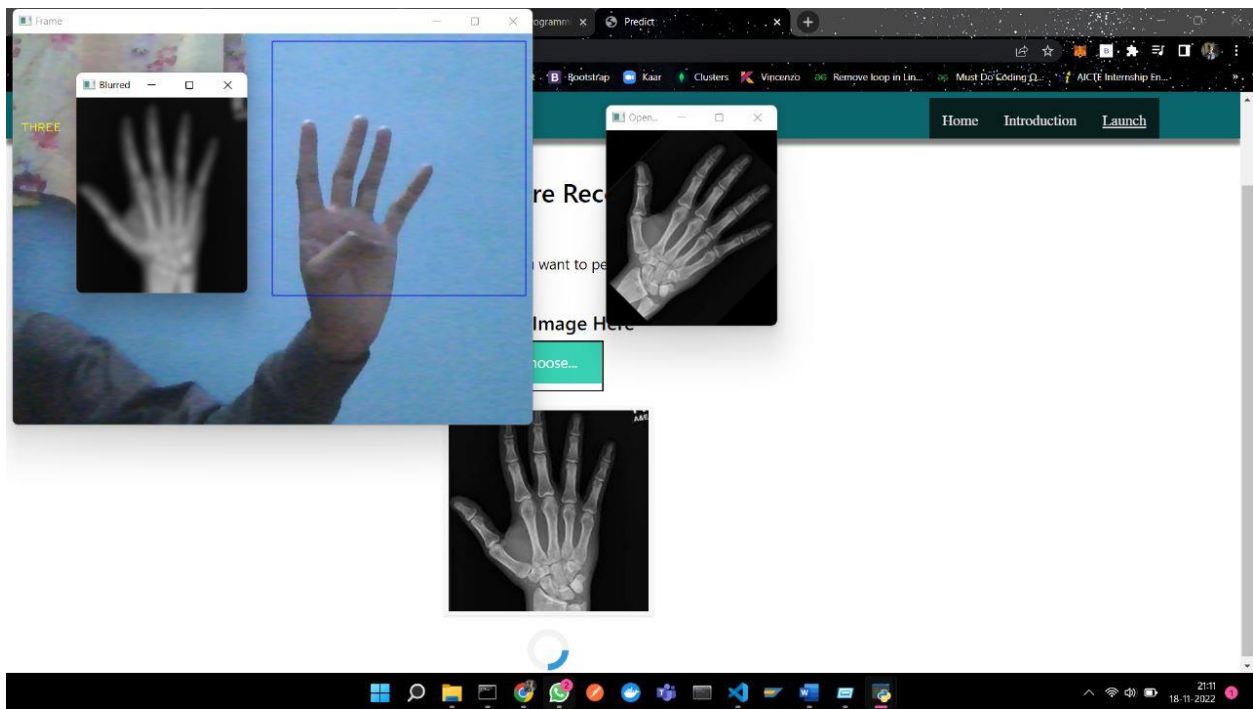 Frame
ogrammi
Predict
Bootstrap
Kaar
Clusters
Vincenzo
Remove loop in Lin...
Must Do Coding Q...
AICTE Internship En...
Blurred
THREE
Open...
Home
Introduction
Launch
re Rec
want to pe
Image Here
hoose...
A&E
21:11
18-11-2022